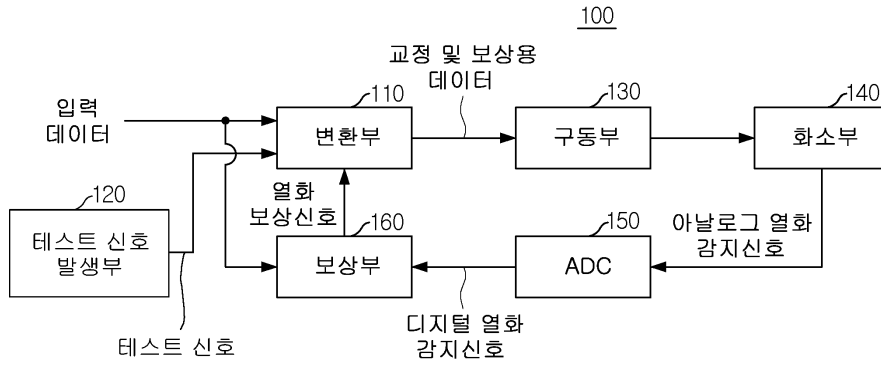 100
교정 및 보상용
데이터
입력
데이터
110
변환부
130
구동부
140
화소부
120
테스트 신호
발생부
열화
보상신호
160
보상부
150
ADC
아날로그 열화
감지신호
테스트 신호
디지털 열화
감지신호